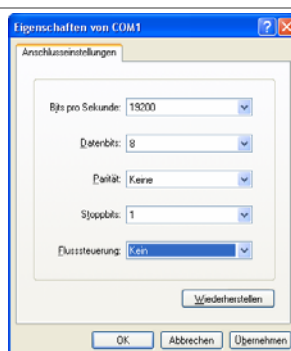 Eigenschaften von COM1
Anschlusseinstellungen
Bits pro Sekunde: 19200
Datenbits: 8
Parität: Keine
Stoppbits: 1
Flusssteuerung: Kein
Wiederherstellen
OK Abbrechen Übernehmen